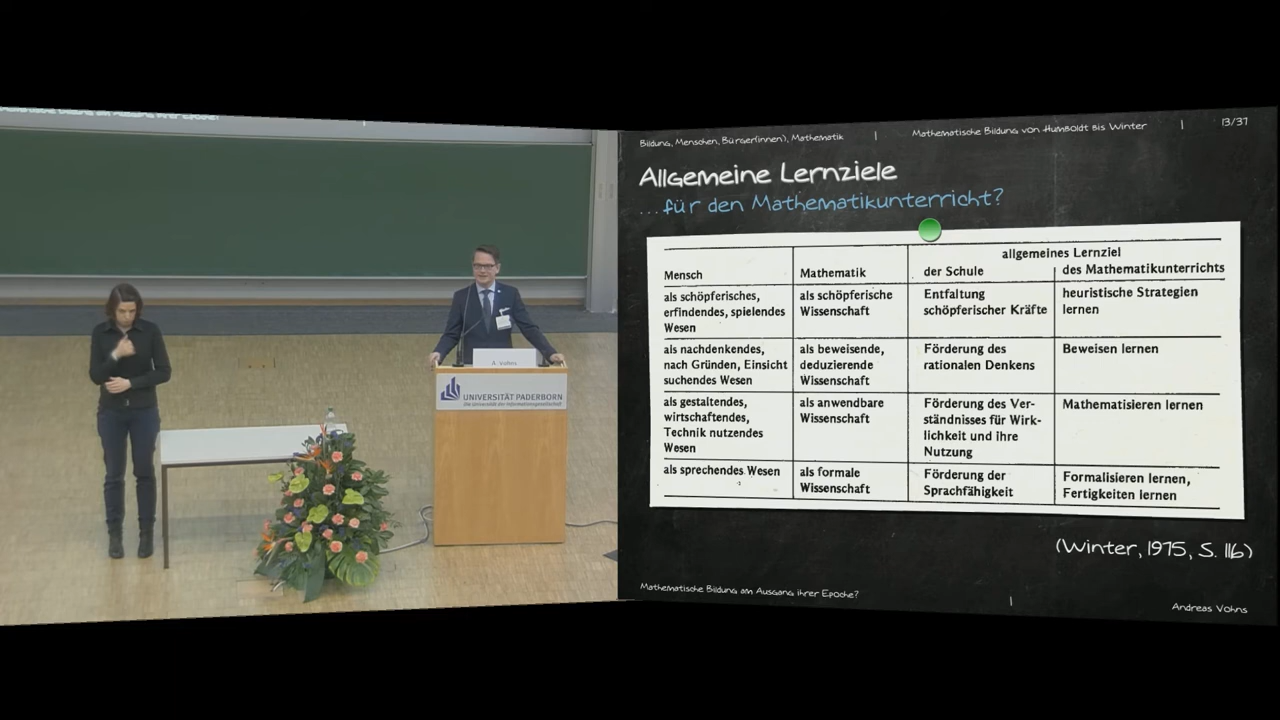 Bildung, Menschen, Bürger(innen), Mathematik | Mathematische Bildung von Humboldt bis Winter | 13/37
Allgemeine Lernziele
...für den Mathematikunterricht?
allgemeines Lernziel
Mensch Mathematik der Schule des Mathematikunterrichts
als schöpferisches, als schöpferische Entfaltung heuristische Strategien
erfindendes, spielendes Wissenschaft schöpferischer Kräfte lernen
Wesen
als nachdenkendes, als beweisende, Förderung des Beweisen lernen
nach Gründen, Einsicht deduzierende rationalen Denkens
suchendes Wesen Wissenschaft
als gestaltendes, als anwendbare Förderung des Ver- Mathematisieren lernen
wirtschaftendes, Wissenschaft ständnisses für Wirk-
Technik nutzendes lichkeit und ihre
Wesen Nutzung
als sprechendes Wesen als formale Förderung der Formalisieren lernen,
Wissenschaft Sprachfähigkeit Fertigkeiten lernen
(Winter, 1975, S. 116)
Mathematische Bildung am Ausgang ihrer Epoche? |
Andreas Vohns
A. Vohns
UNIVERSITÄT PADERBORN
Die Universität der Informationsgesellschaft